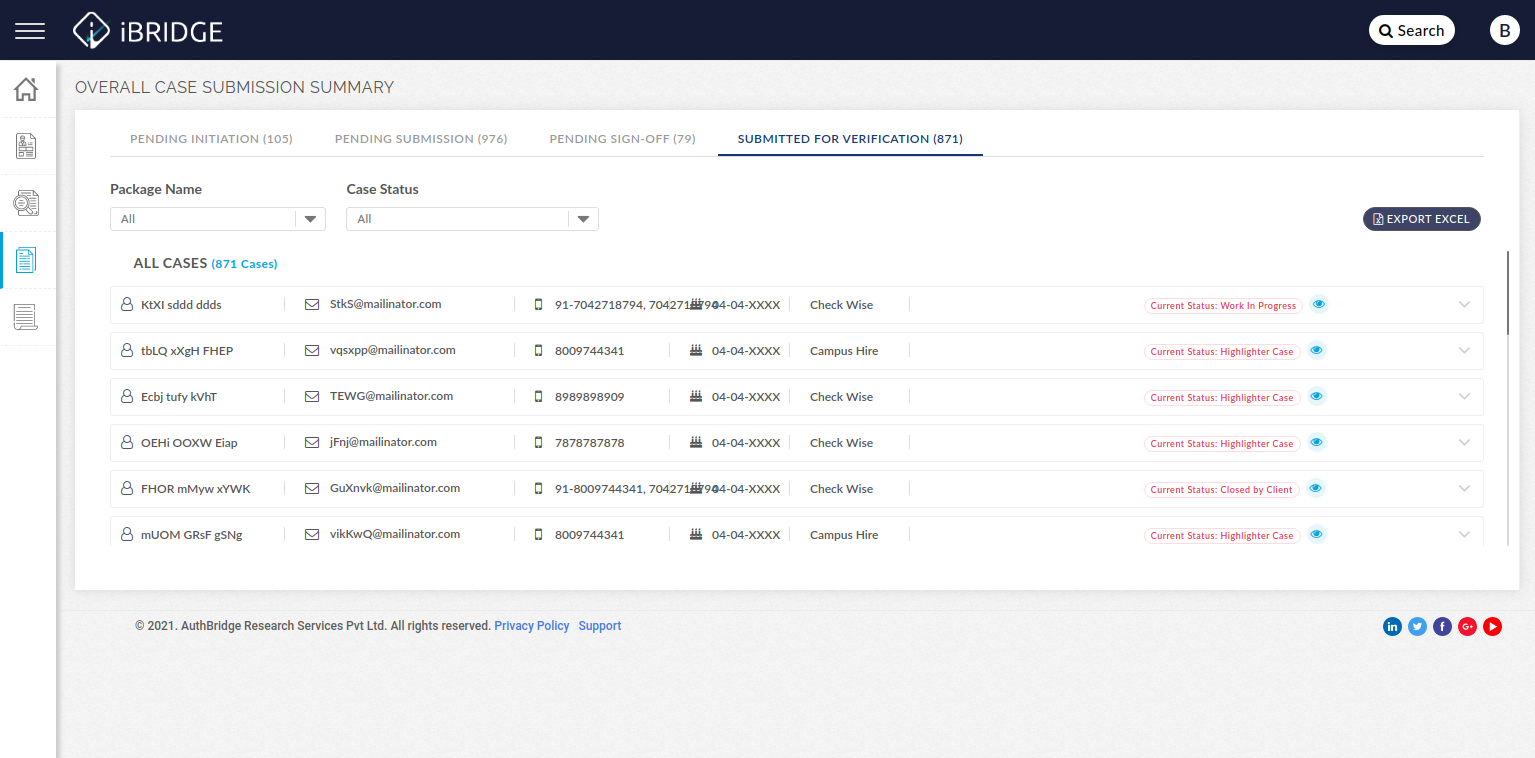 iBRIDGE
Search
B
OVERALL CASE SUBMISSION SUMMARY
PENDING INITIATION (105) PENDING SUBMISSION (976) PENDING SIGN-OFF (79) SUBMITTED FOR VERIFICATION (871)
Package Name Case Status
All All EXPORT EXCEL
ALL CASES (871 Cases)
KtXI sddd ddds StkS@mailinator.com 91-7042718794, 7042718794 04-04-XXXX Check Wise Current Status: Work In Progress
tbLQ xXgH FHEP vqsxpp@mailinator.com 8009744341 04-04-XXXX Campus Hire Current Status: Highlighter Case
Ecbj tufy kVhT TEWG@mailinator.com 8989898909 04-04-XXXX Check Wise Current Status: Highlighter Case
OEHi OOXW Eiap jFnj@mailinator.com 7878787878 04-04-XXXX Check Wise Current Status: Highlighter Case
FHOR mMyw xYWK GuXnvk@mailinator.com 91-8009744341, 7042718794 04-04-XXXX Check Wise Current Status: Closed by Client
mUOM GRsF gSNg vikKwQ@mailinator.com 8009744341 04-04-XXXX Campus Hire Current Status: Highlighter Case
© 2021. AuthBridge Research Services Pvt Ltd. All rights reserved. Privacy Policy Support